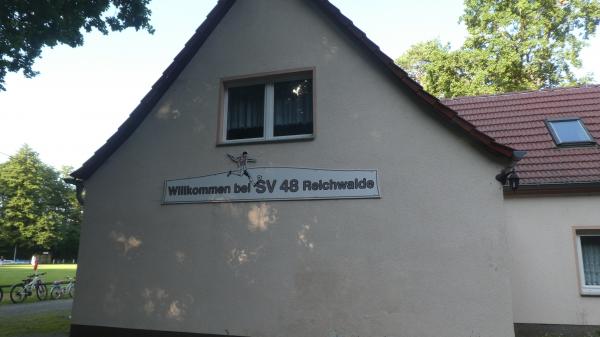 Willkommen bei SV 48 Reichwalde